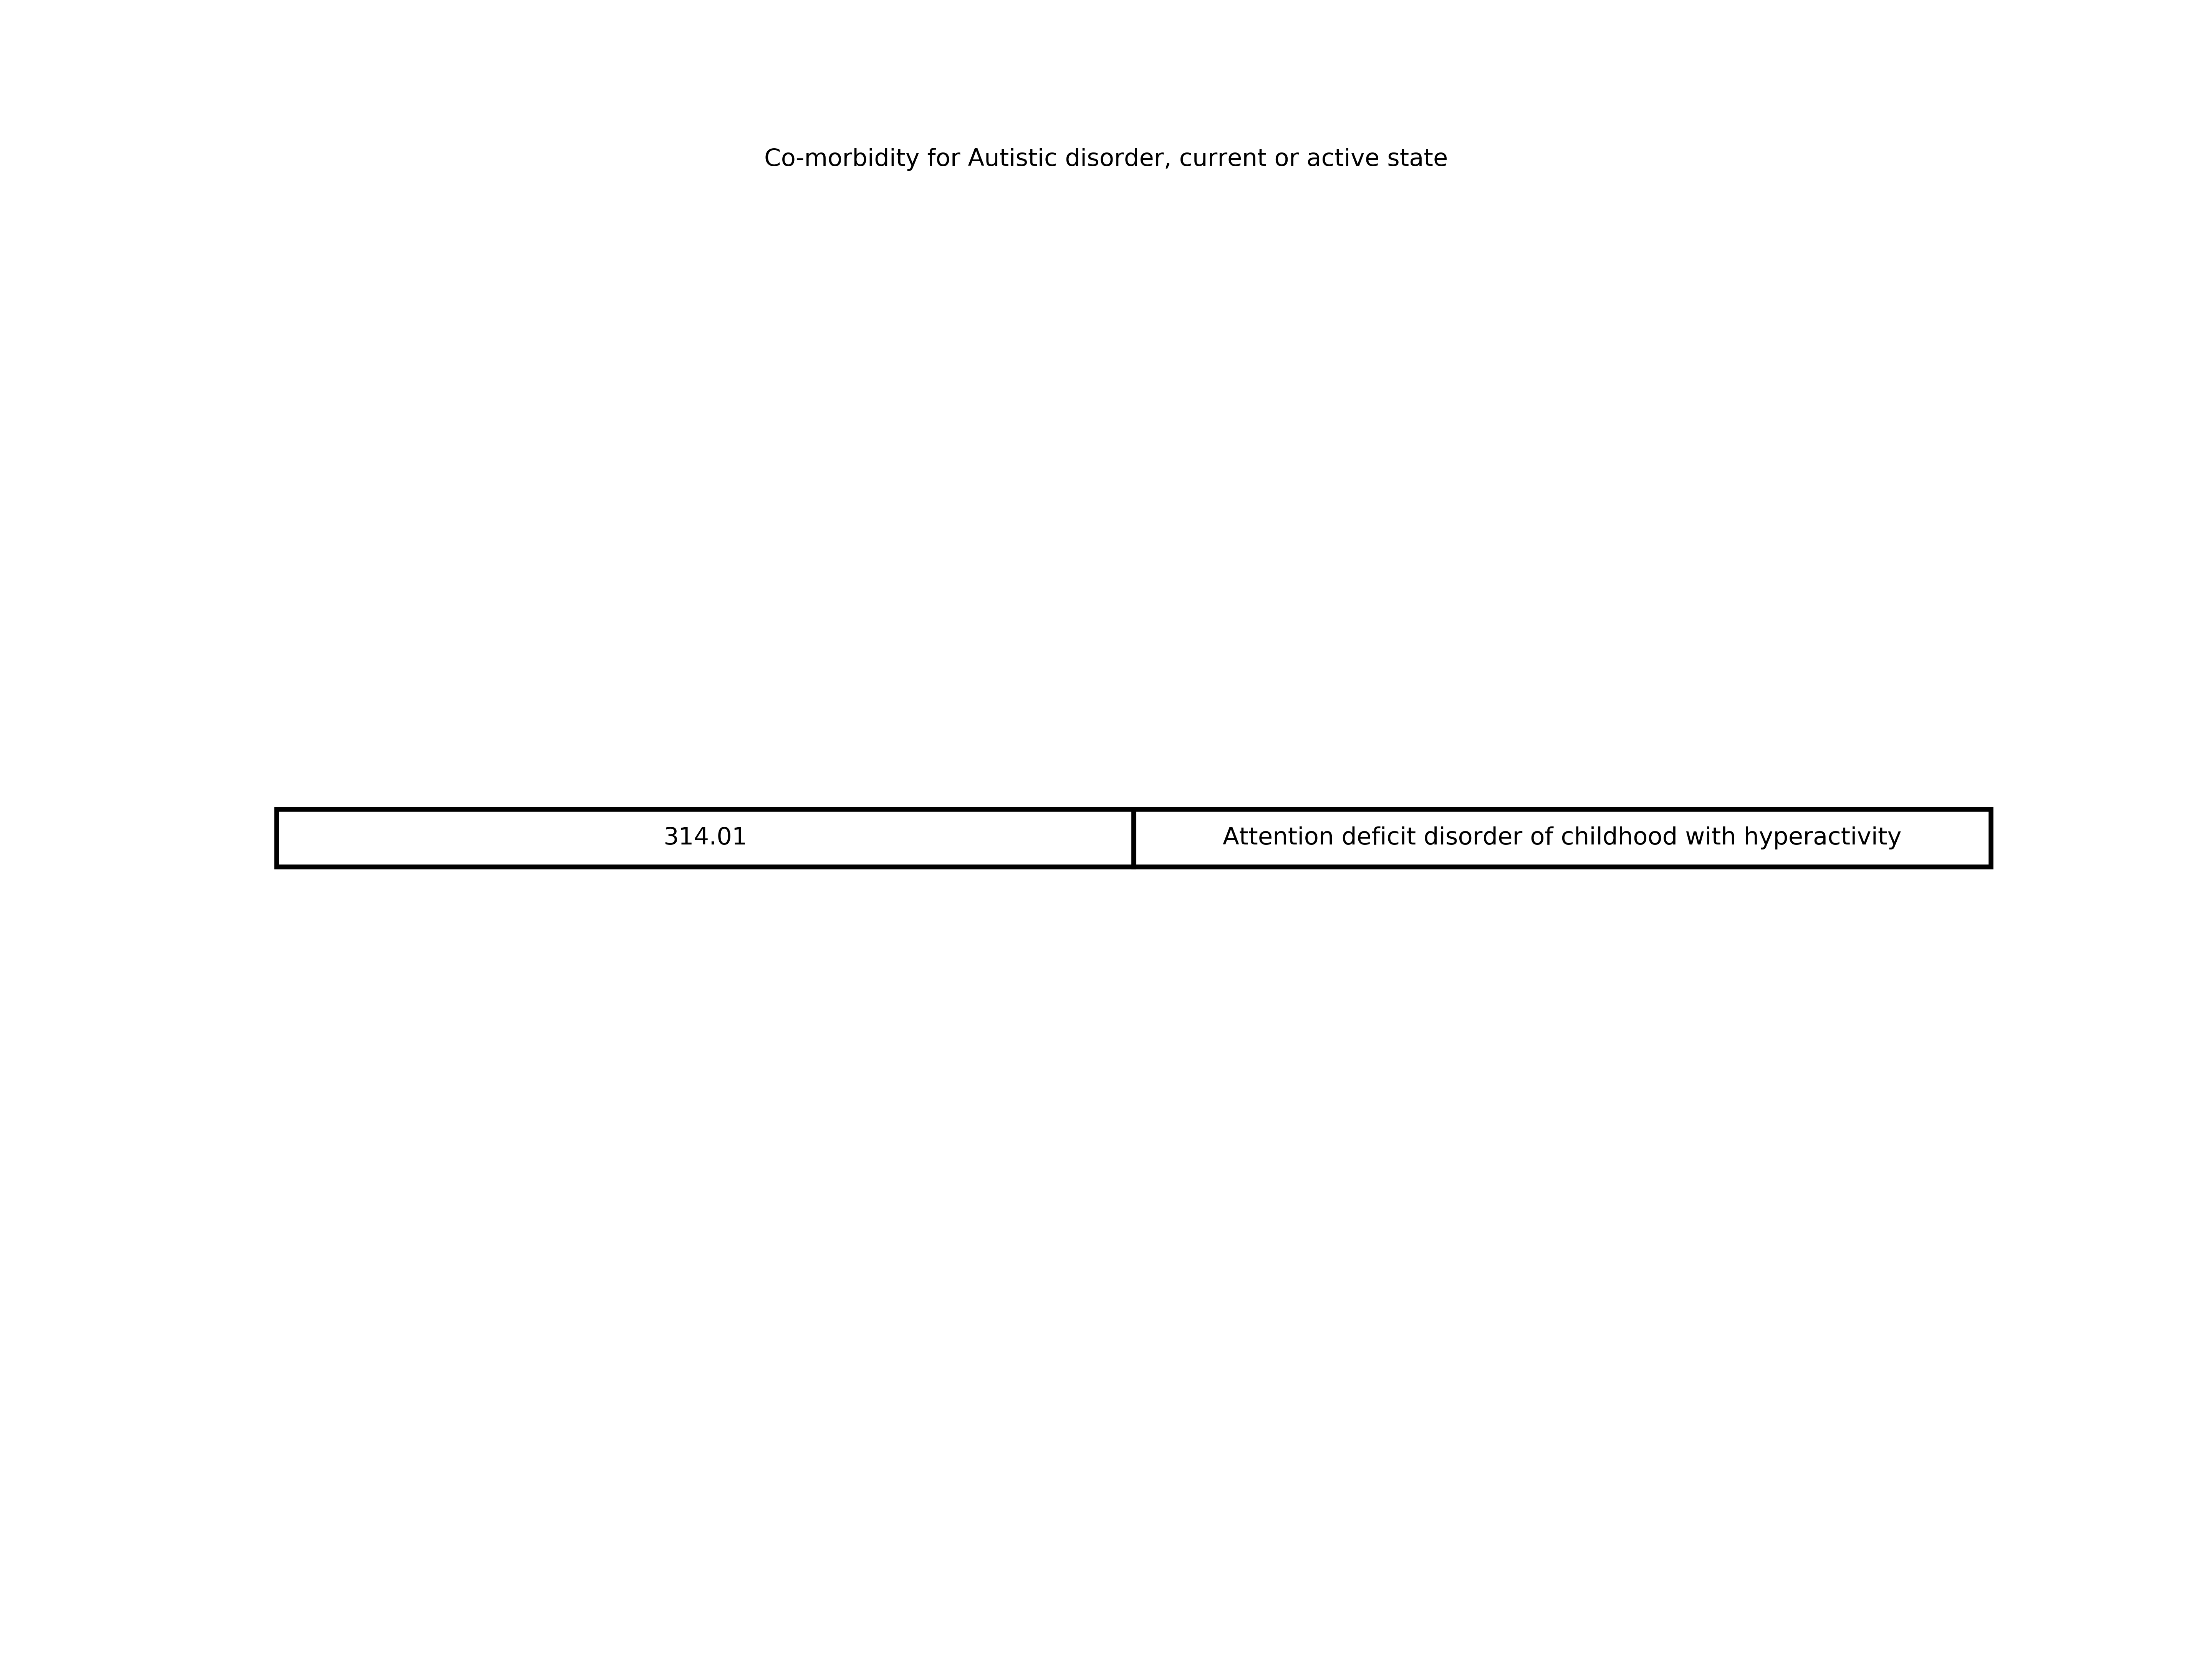 Co-morbidity for Autistic disorder, current or active state
314.01 Attention deficit disorder of childhood with hyperactivity